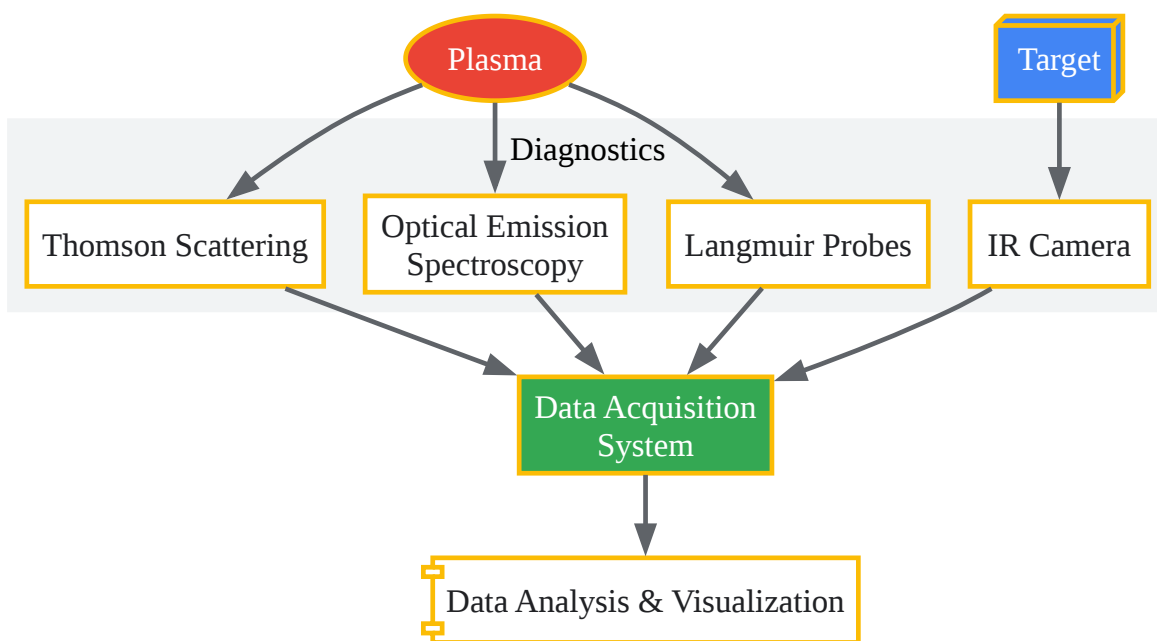 Plasma
Target
Diagnostics
Thomson Scattering
Optical Emission
Spectroscopy
Langmuir Probes
IR Camera
Data Acquisition
System
Data Analysis & Visualization